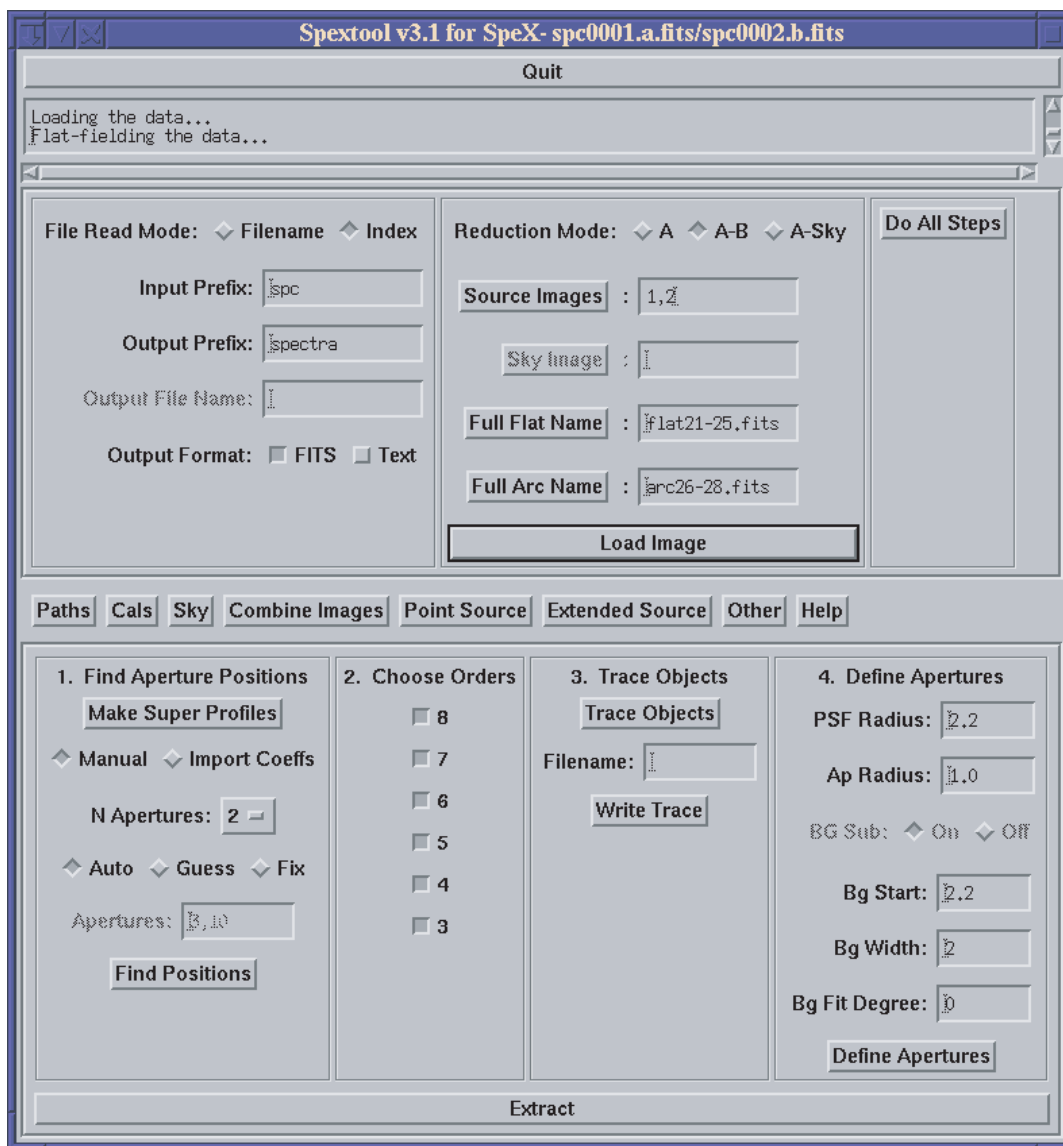 Spextool v3.1 for SpeX- spc0001.a.fits/spc0002.b.fits
Quit
Loading the data...
Flat-fielding the data...
File Read Mode: Filename Index
Input Prefix: spc
Output Prefix: spectra
Output File Name:
Output Format: FITS Text
Reduction Mode: A A-B A-Sky
Source Images : 1,2
Sky Image :
Full Flat Name : flat21-25.fits
Full Arc Name : arc26-28.fits
Load Image
Do All Steps
Paths Cals Sky Combine Images Point Source Extended Source Other Help
1. Find Aperture Positions
Make Super Profiles
Manual Import Coeffs
N Apertures: 2
Auto Guess Fix
Apertures: 3,10
Find Positions
2. Choose Orders
8
7
6
5
4
3
3. Trace Objects
Trace Objects
Filename:
Write Trace
4. Define Apertures
PSF Radius: 2.2
Ap Radius: 1.0
BG Sub: On Off
Bg Start: 2.2
Bg Width: 2
Bg Fit Degree: 0
Define Apertures
Extract